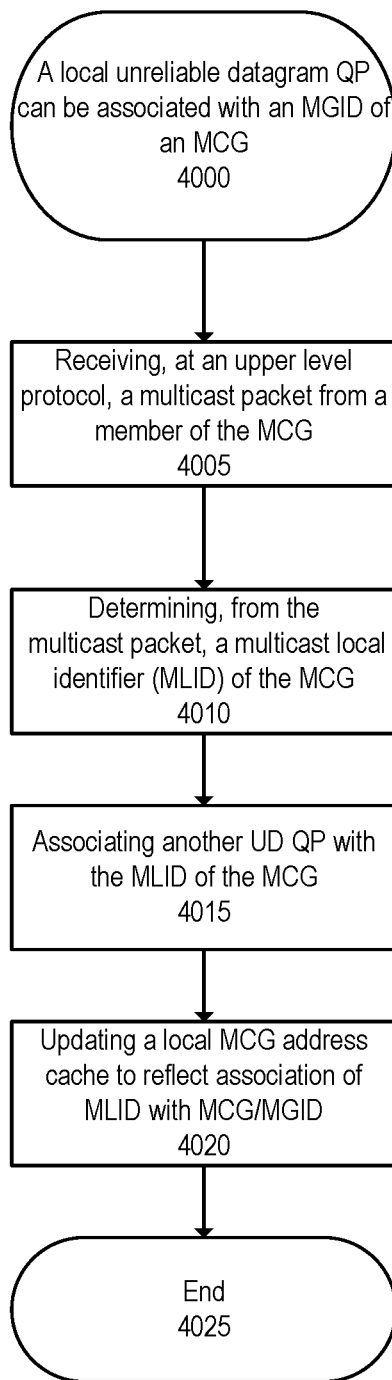 A local unreliable datagram QP
can be associated with an MGID of
an MCG
4000
Receiving, at an upper level
protocol, a multicast packet from a
member of the MCG
4005
Determining, from the
multicast packet, a multicast local
identifier (MLID) of the MCG
4010
Associating another UD QP with
the MLID of the MCG
4015
Updating a local MCG address
cache to reflect association of
MLID with MCG/MGID
4020
End
4025